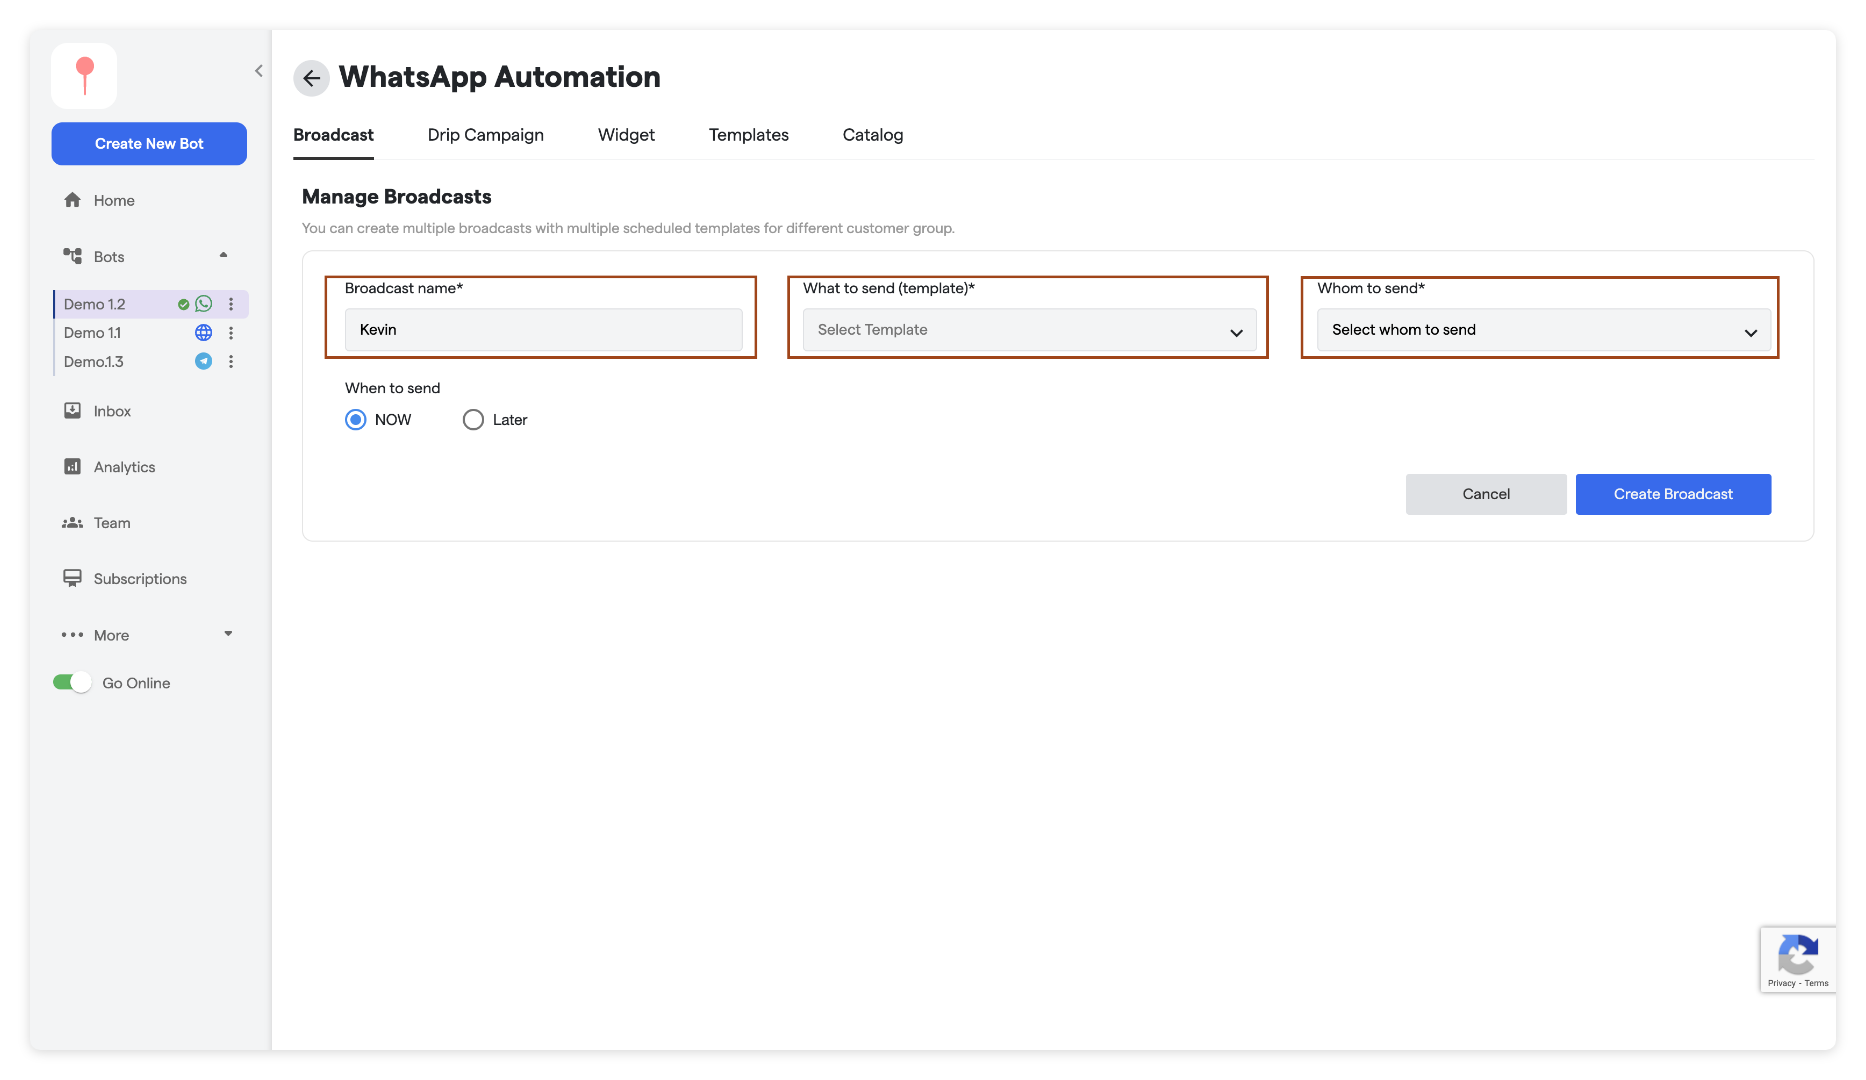 Create New Bot
Home
Bots
Demo 1.2
Demo 1.1
Demo.1.3
Inbox
Analytics
Team
Subscriptions
More
Go Online
WhatsApp Automation
Broadcast
Drip Campaign
Widget
Templates
Catalog
Manage Broadcasts
You can create multiple broadcasts with multiple scheduled templates for different customer group.
Broadcast name*
Kevin
What to send (template)*
Select Template
Whom to send*
Select whom to send
When to send
NOW
Later
Cancel
Create Broadcast
Privacy - Terms